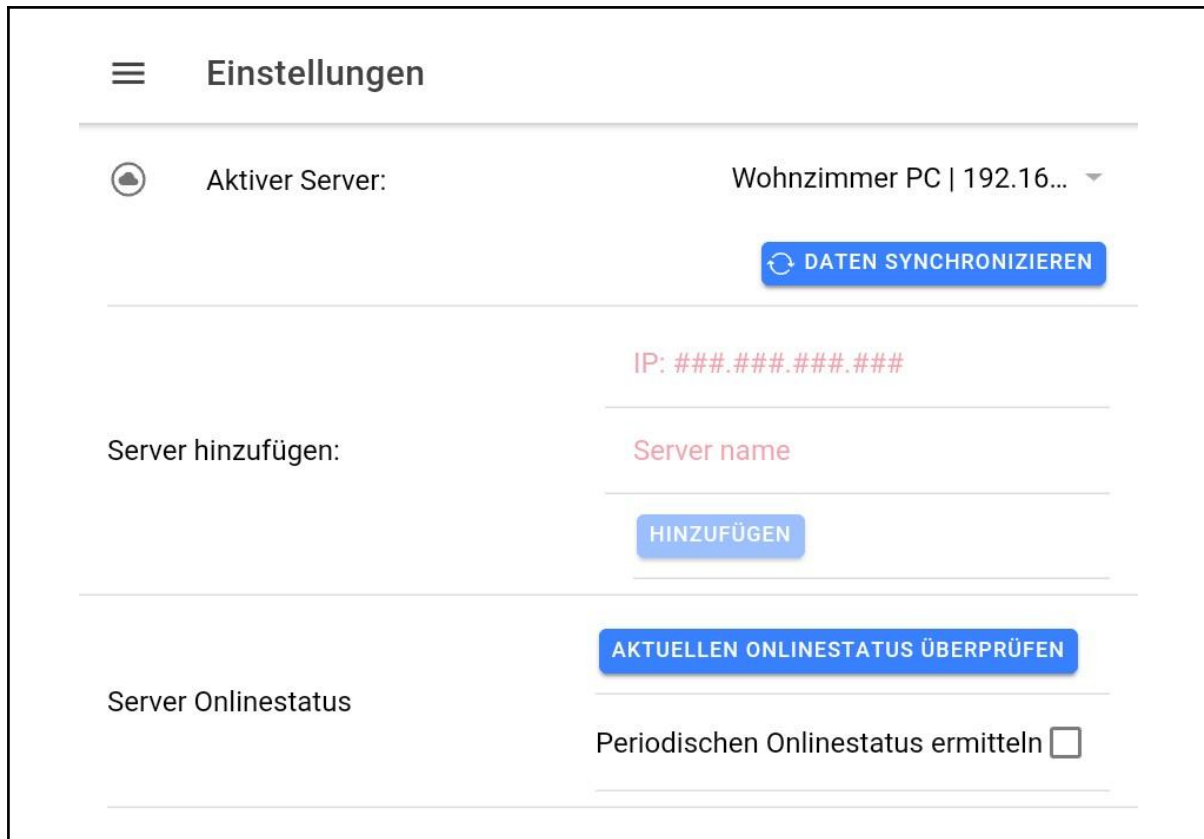 Einstellungen
Aktiver Server: Wohnzimmer PC | 192.16...
DATEN SYNCHRONIZIEREN
IP: ###.###.###.###
Server hinzufügen: Server name
HINZUFÜGEN
AKTUELLEN ONLINESTATUS ÜBERPRÜFEN
Server Onlinestatus
Periodischen Onlinestatus ermitteln